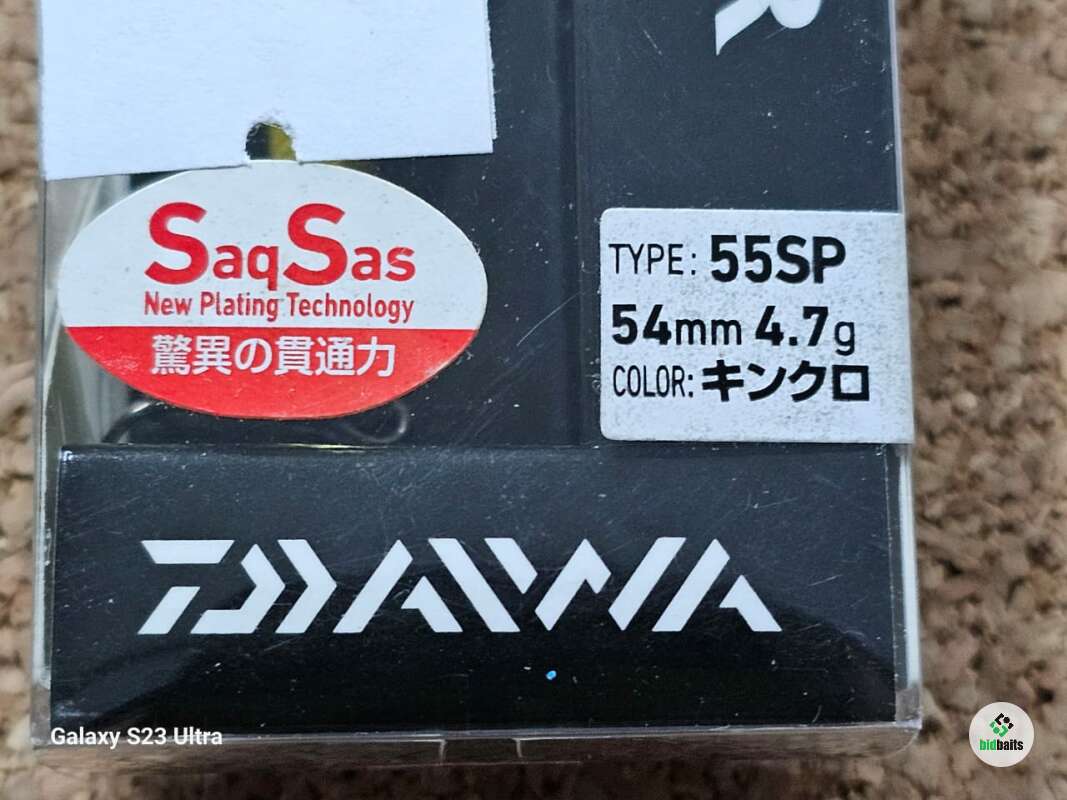 R
SaqSas
New Plating Technology
驚異の貫通力
TYPE: 55SP
54mm 4.7g
COLOR: キンクロ
DAIWA
Galaxy S23 Ultra
bidbaits